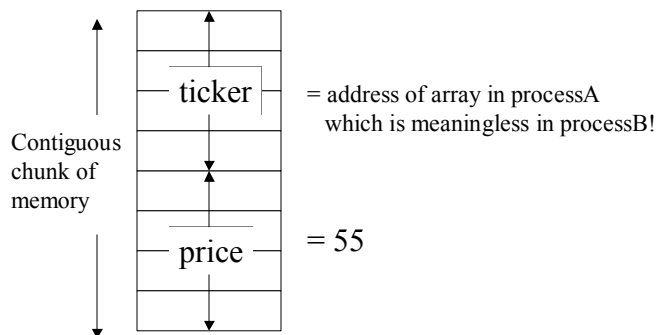 ticker
= address of array in processA
which is meaningless in processB!
Contiguous
chunk of
memory
price
= 55